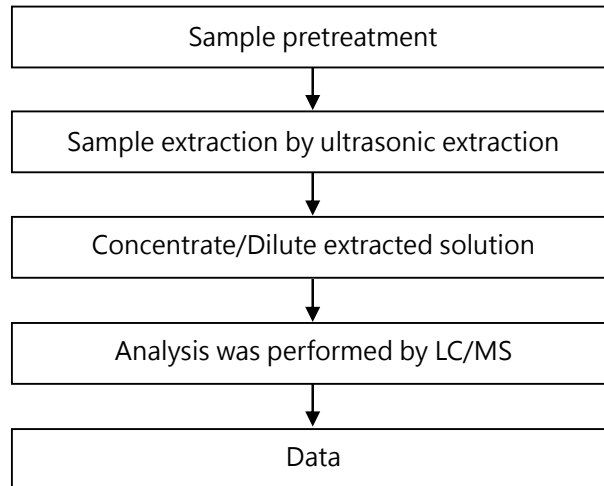 Sample pretreatment
Sample extraction by ultrasonic extraction
Concentrate/Dilute extracted solution
Analysis was performed by LC/MS
Data